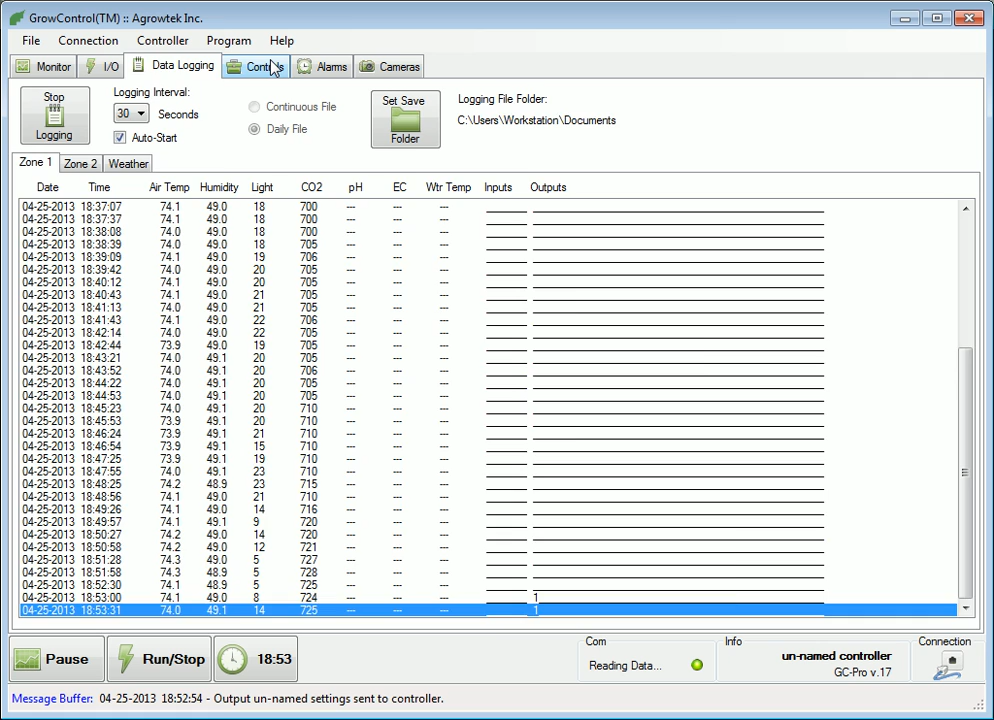 GrowControl(TM) :: Agrowtek Inc.
File Connection Controller Program Help
Monitor I/O Data Logging Alarms Cameras
Stop Logging
Logging Interval:
30 Seconds
Auto-Start
Continuous File
Daily File
Set Save Folder
Logging File Folder:
C:\Users\Workstation\Documents
Zone 1 Zone 2 Weather
Date Time Air Temp Humidity Light CO2 pH EC Wtr Temp Inputs Outputs
04-25-2013 18:37:07 74.1 49.0 18 700 --- --- ---
04-25-2013 18:37:37 74.1 49.0 18 700 --- --- ---
04-25-2013 18:38:08 74.0 49.0 18 700 --- --- ---
04-25-2013 18:38:39 74.0 49.0 18 705 --- --- ---
04-25-2013 18:39:09 74.1 49.0 19 706 --- --- ---
04-25-2013 18:39:42 74.0 49.0 20 705 --- --- ---
04-25-2013 18:40:12 74.1 49.0 20 705 --- --- ---
04-25-2013 18:40:43 74.1 49.0 21 705 --- --- ---
04-25-2013 18:41:13 74.0 49.0 21 705 --- --- ---
04-25-2013 18:41:43 74.1 49.0 22 706 --- --- ---
04-25-2013 18:42:14 74.0 49.0 22 705 --- --- ---
04-25-2013 18:42:44 73.9 49.0 19 705 --- --- ---
04-25-2013 18:43:21 74.0 49.1 20 705 --- --- ---
04-25-2013 18:43:52 74.0 49.1 20 706 --- --- ---
04-25-2013 18:44:22 74.0 49.1 20 705 --- --- ---
04-25-2013 18:44:53 74.0 49.1 20 705 --- --- ---
04-25-2013 18:45:23 74.0 49.1 20 710 --- --- ---
04-25-2013 18:45:53 73.9 49.1 20 710 --- --- ---
04-25-2013 18:46:24 73.9 49.1 21 710 --- --- ---
04-25-2013 18:46:54 73.9 49.1 15 710 --- --- ---
04-25-2013 18:47:25 73.9 49.1 19 710 --- --- ---
04-25-2013 18:47:55 74.0 49.1 23 710 --- --- ---
04-25-2013 18:48:25 74.2 48.9 23 715 --- --- ---
04-25-2013 18:48:56 74.1 49.0 21 710 --- --- ---
04-25-2013 18:49:26 74.1 49.0 14 716 --- --- ---
04-25-2013 18:49:57 74.1 49.1 9 720 --- --- ---
04-25-2013 18:50:27 74.2 49.0 14 720 --- --- ---
04-25-2013 18:50:58 74.2 49.0 12 721 --- --- ---
04-25-2013 18:51:28 74.3 49.0 5 727 --- --- ---
04-25-2013 18:51:58 74.3 48.9 5 728 --- --- ---
04-25-2013 18:52:30 74.1 48.9 5 725 --- --- ---
04-25-2013 18:53:00 74.1 49.0 8 724 --- --- --- 1
04-25-2013 18:53:31 74.0 49.1 14 725 --- --- --- 1
Pause Run/Stop 18:53
Com
Reading Data...
Info
un-named controller
GC-Pro v.17
Connection
Message Buffer: 04-25-2013 18:52:54 - Output un-named settings sent to controller.